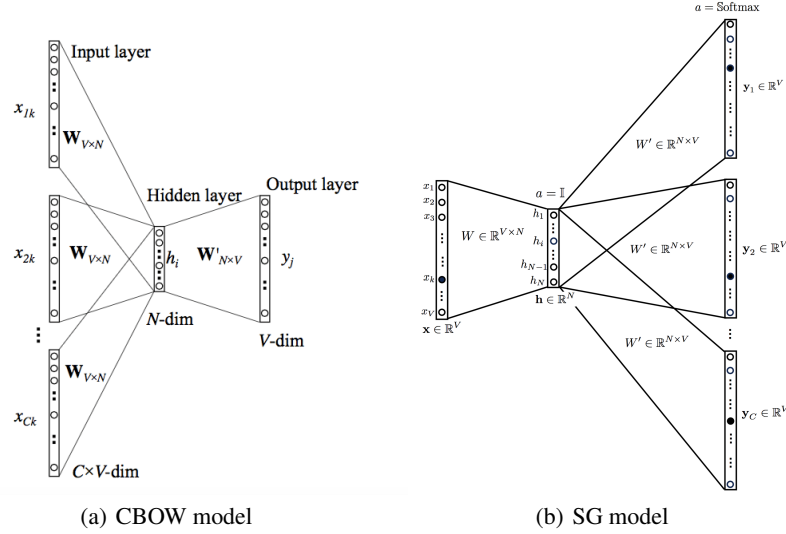 Input layer
x_{1k}
W_{V×N}
Hidden layer
Output layer
x_{2k}
W_{V×N}
h_i
W'_{N×V}
y_j
N-dim
V-dim
W_{V×N}
x_{Ck}
C×V-dim
(a) CBOW model
a = Softmax
y_1 ∈ ℝ^V
W' ∈ ℝ^{N×V}
a = 𝕀
x_1
x_2
x_3
x_k
x_V
x ∈ ℝ^V
W ∈ ℝ^{V×N}
h_1
h_i
h_{N−1}
h_N
h ∈ ℝ^N
W' ∈ ℝ^{N×V}
y_2 ∈ ℝ^V
W' ∈ ℝ^{N×V}
y_C ∈ ℝ^V
(b) SG model